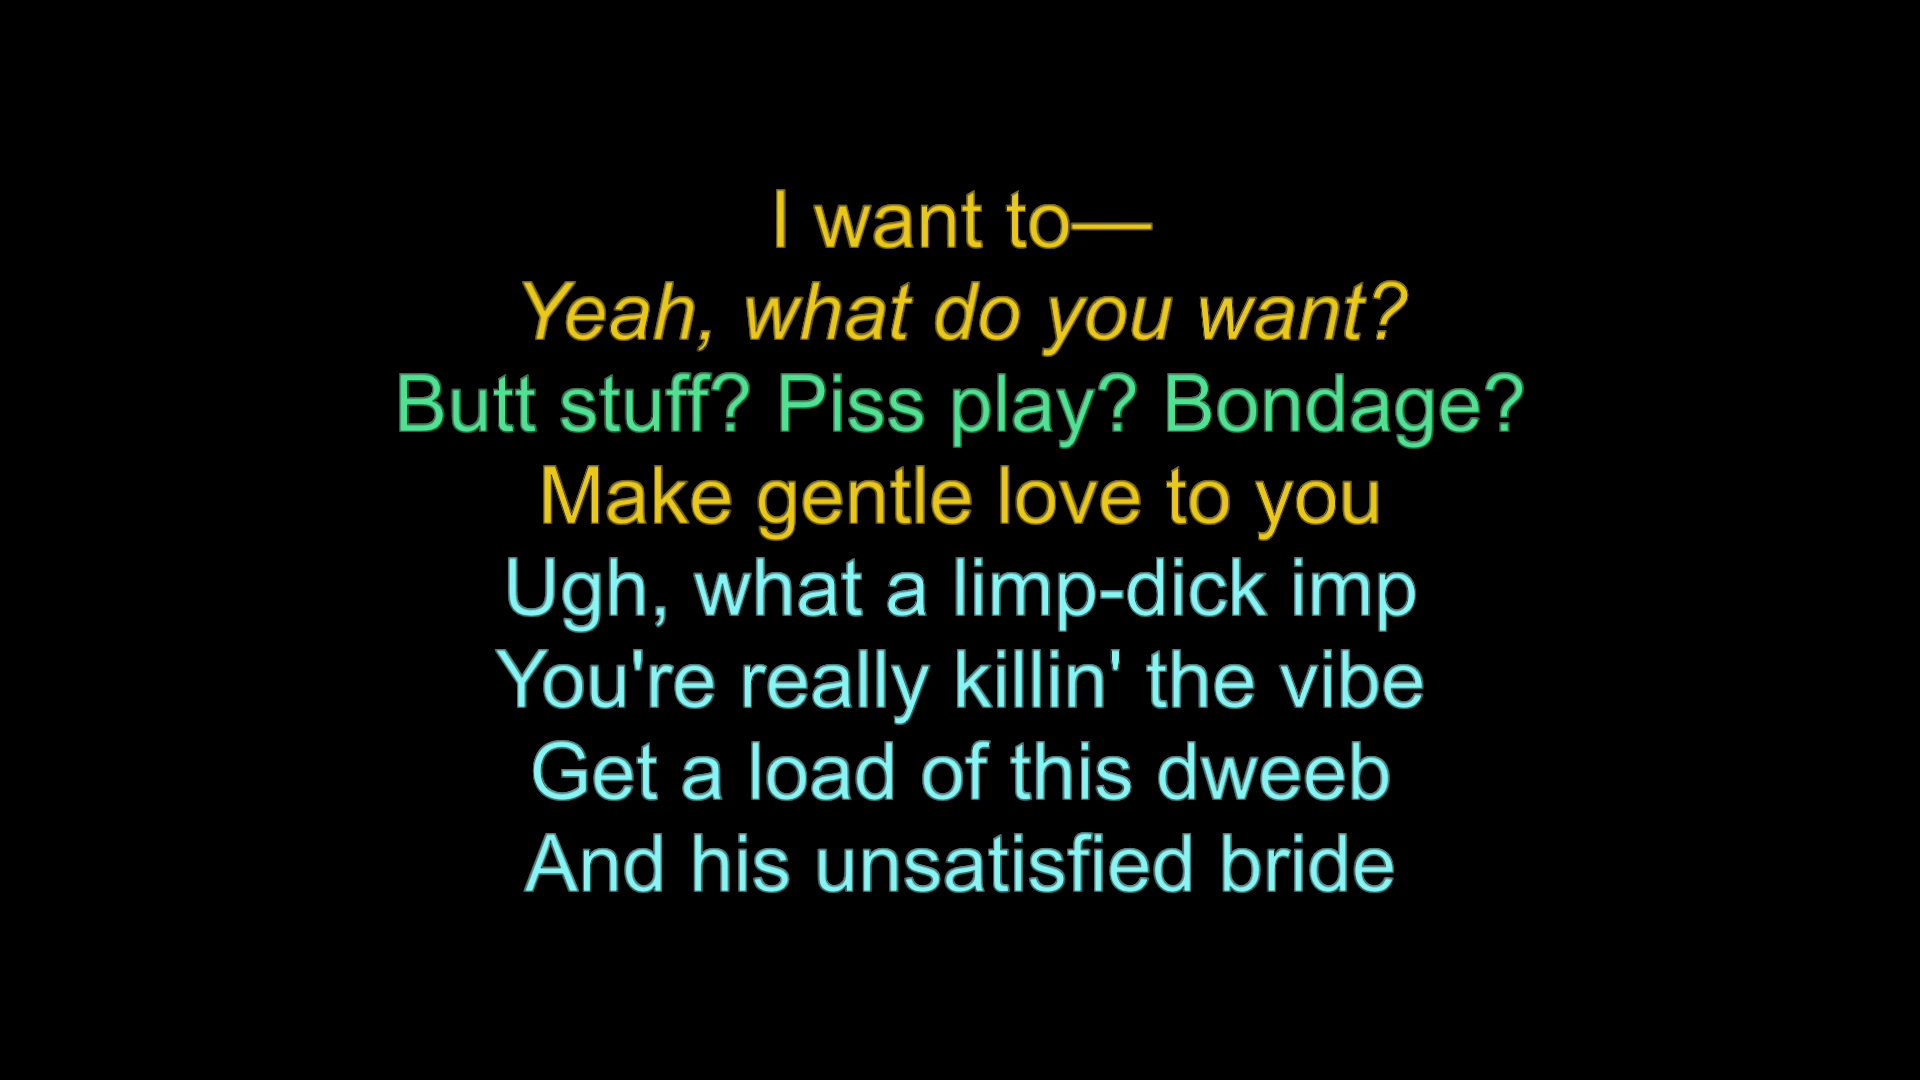 I want to—
Yeah, what do you want?
Butt stuff? Piss play? Bondage?
Make gentle love to you
Ugh, what a limp-dick imp
You're really killin' the vibe
Get a load of this dweeb
And his unsatisfied bride